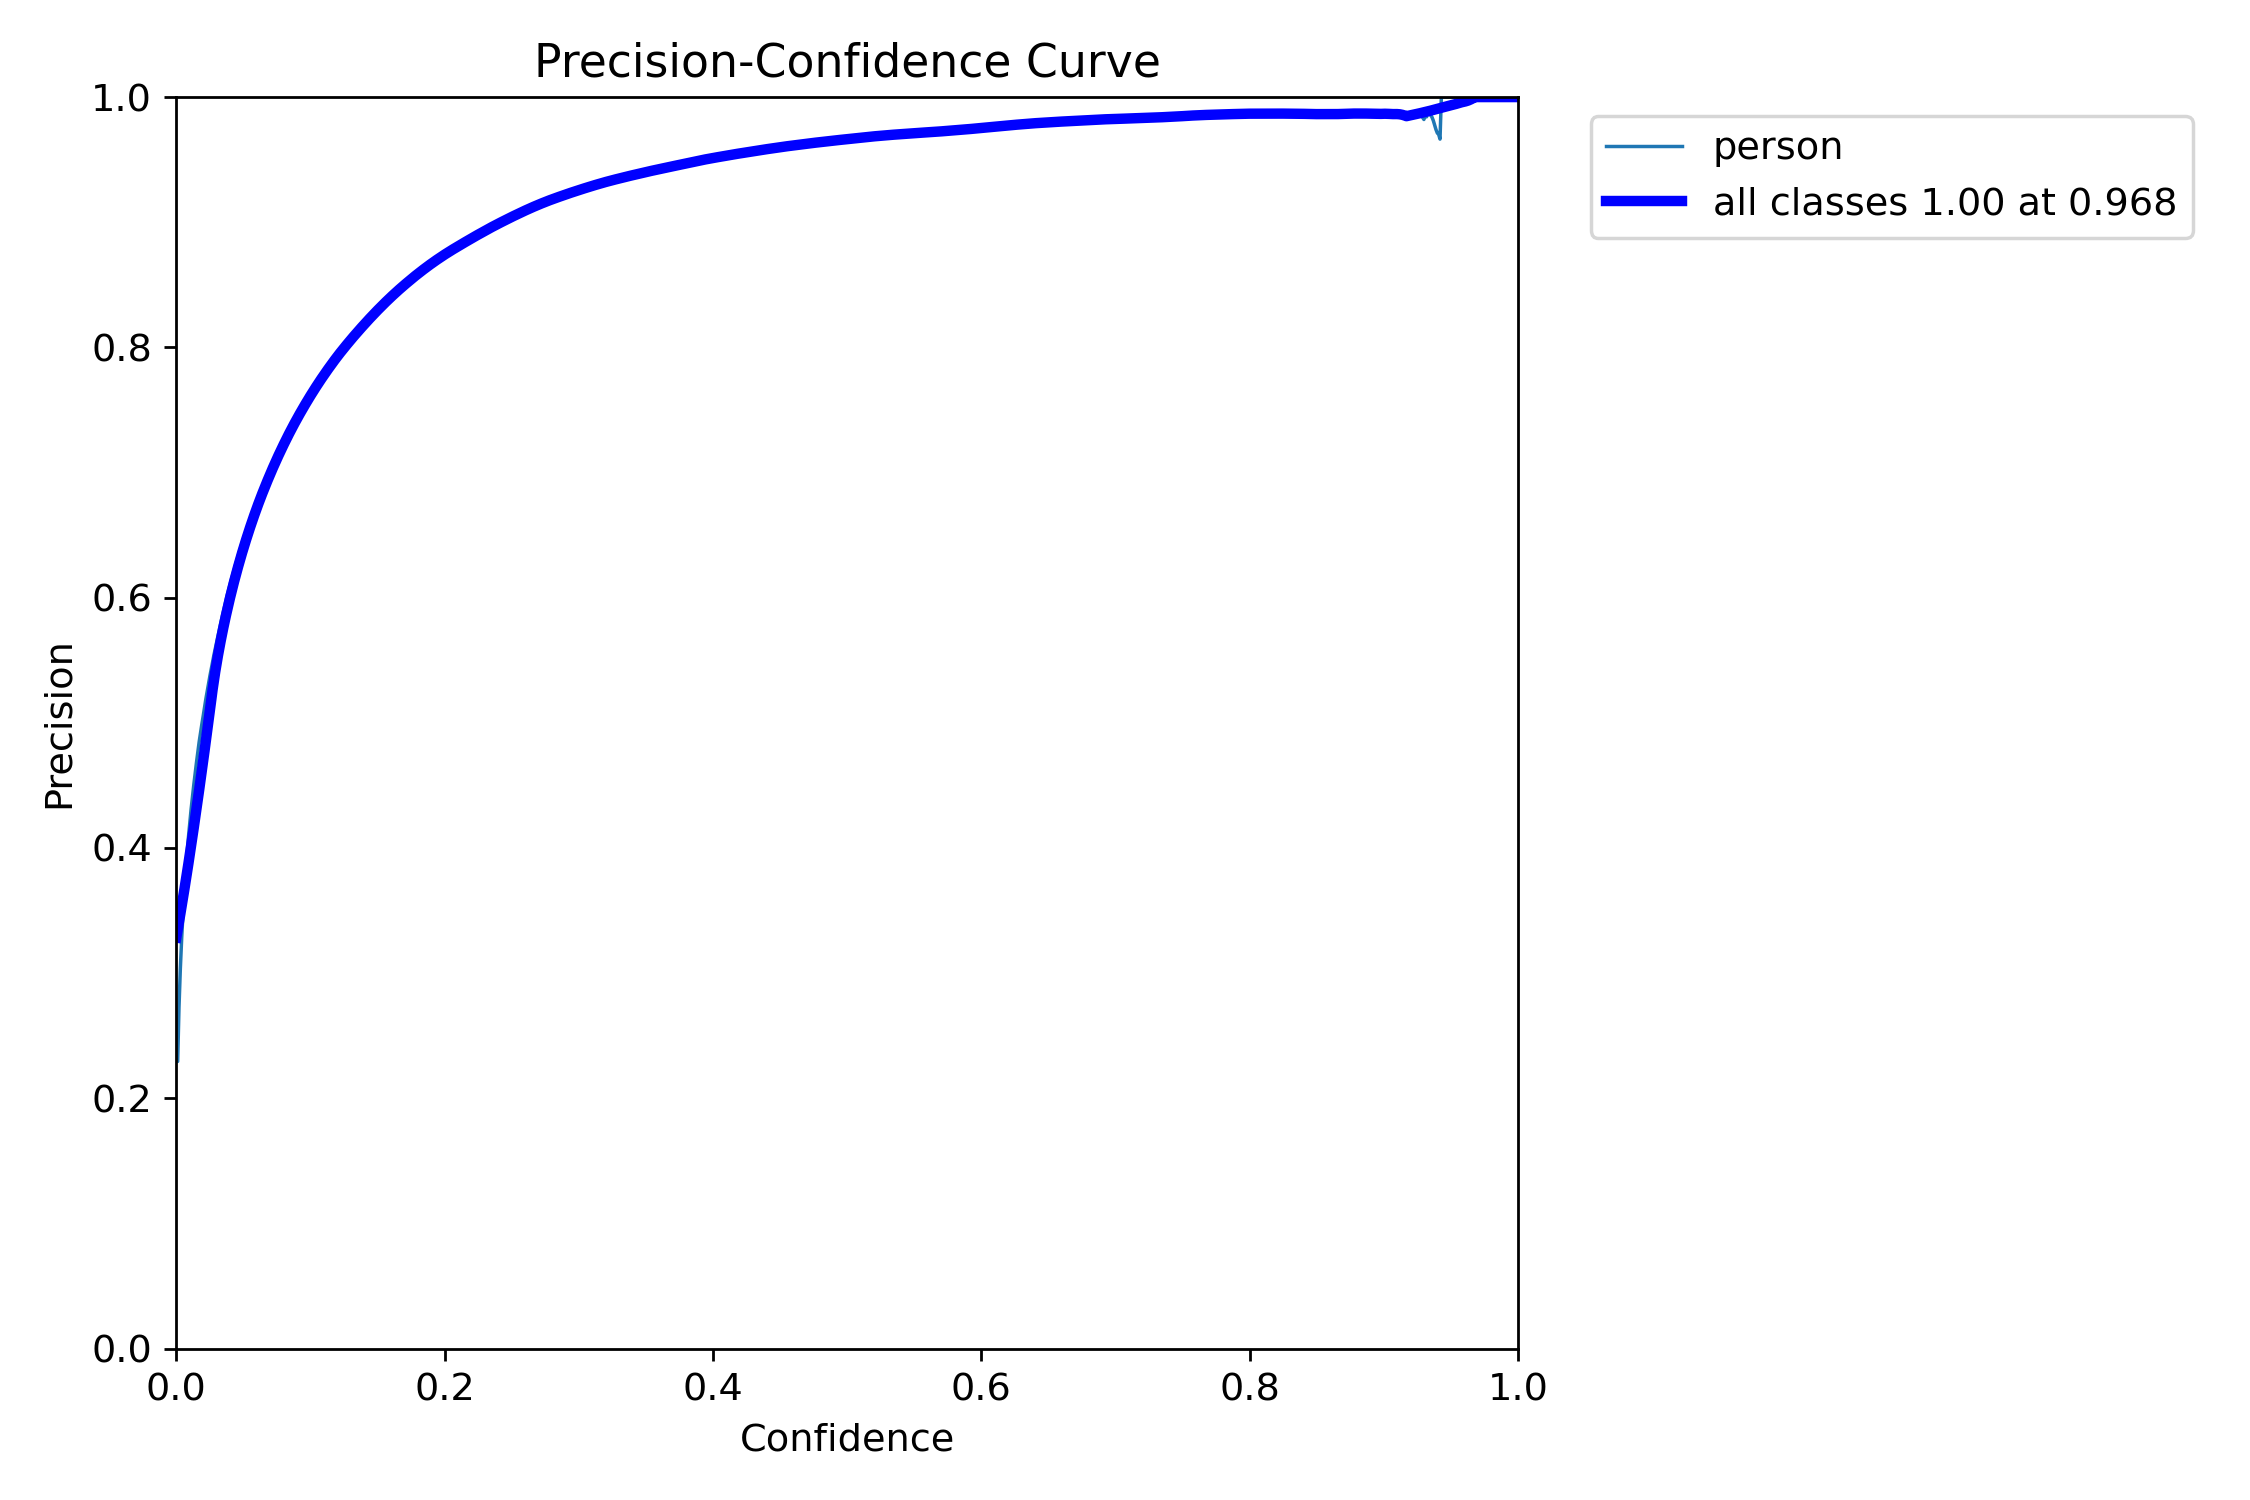 Precision-Confidence Curve
1.0
0.8
0.6
0.4
0.2
0.0
Precision
0.0 0.2 0.4 0.6 0.8 1.0
Confidence
person
all classes 1.00 at 0.968